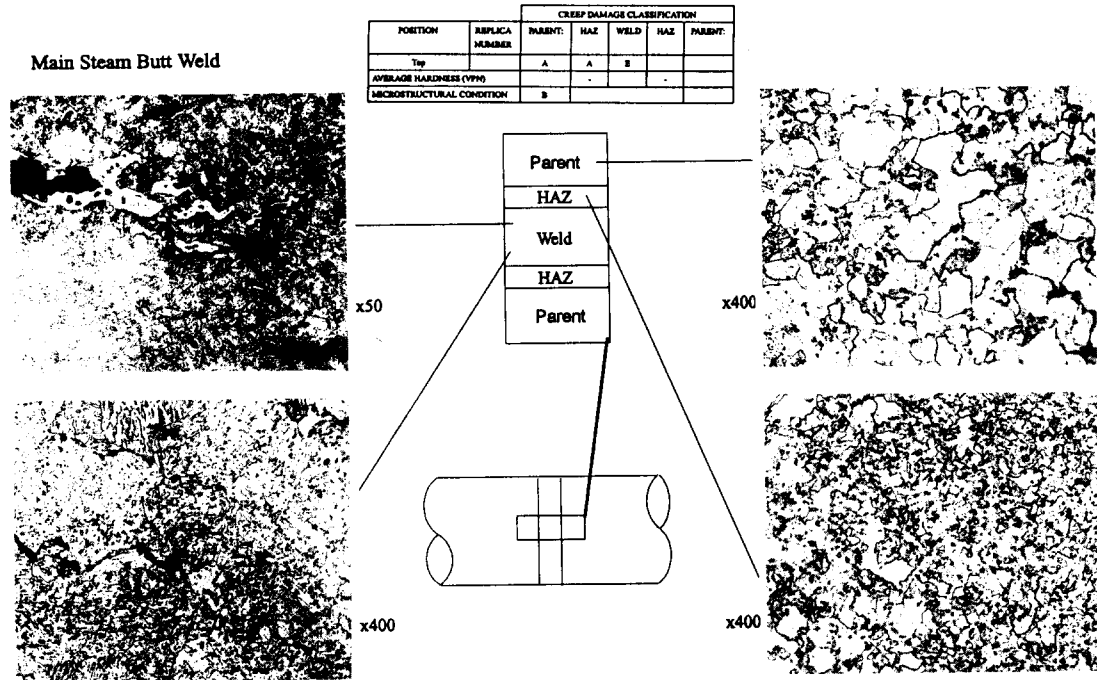 CREEP DAMAGE CLASSIFICATION
POSITION REPLICA NUMBER PARENT: HAZ WELD HAZ PARENT:
Top A A E
AVERAGE HARDNESS (VPN) - -
MICROSTRUCTURAL CONDITION B
Main Steam Butt Weld
Parent
HAZ
Weld
HAZ
Parent
x50
x400
x400
x400